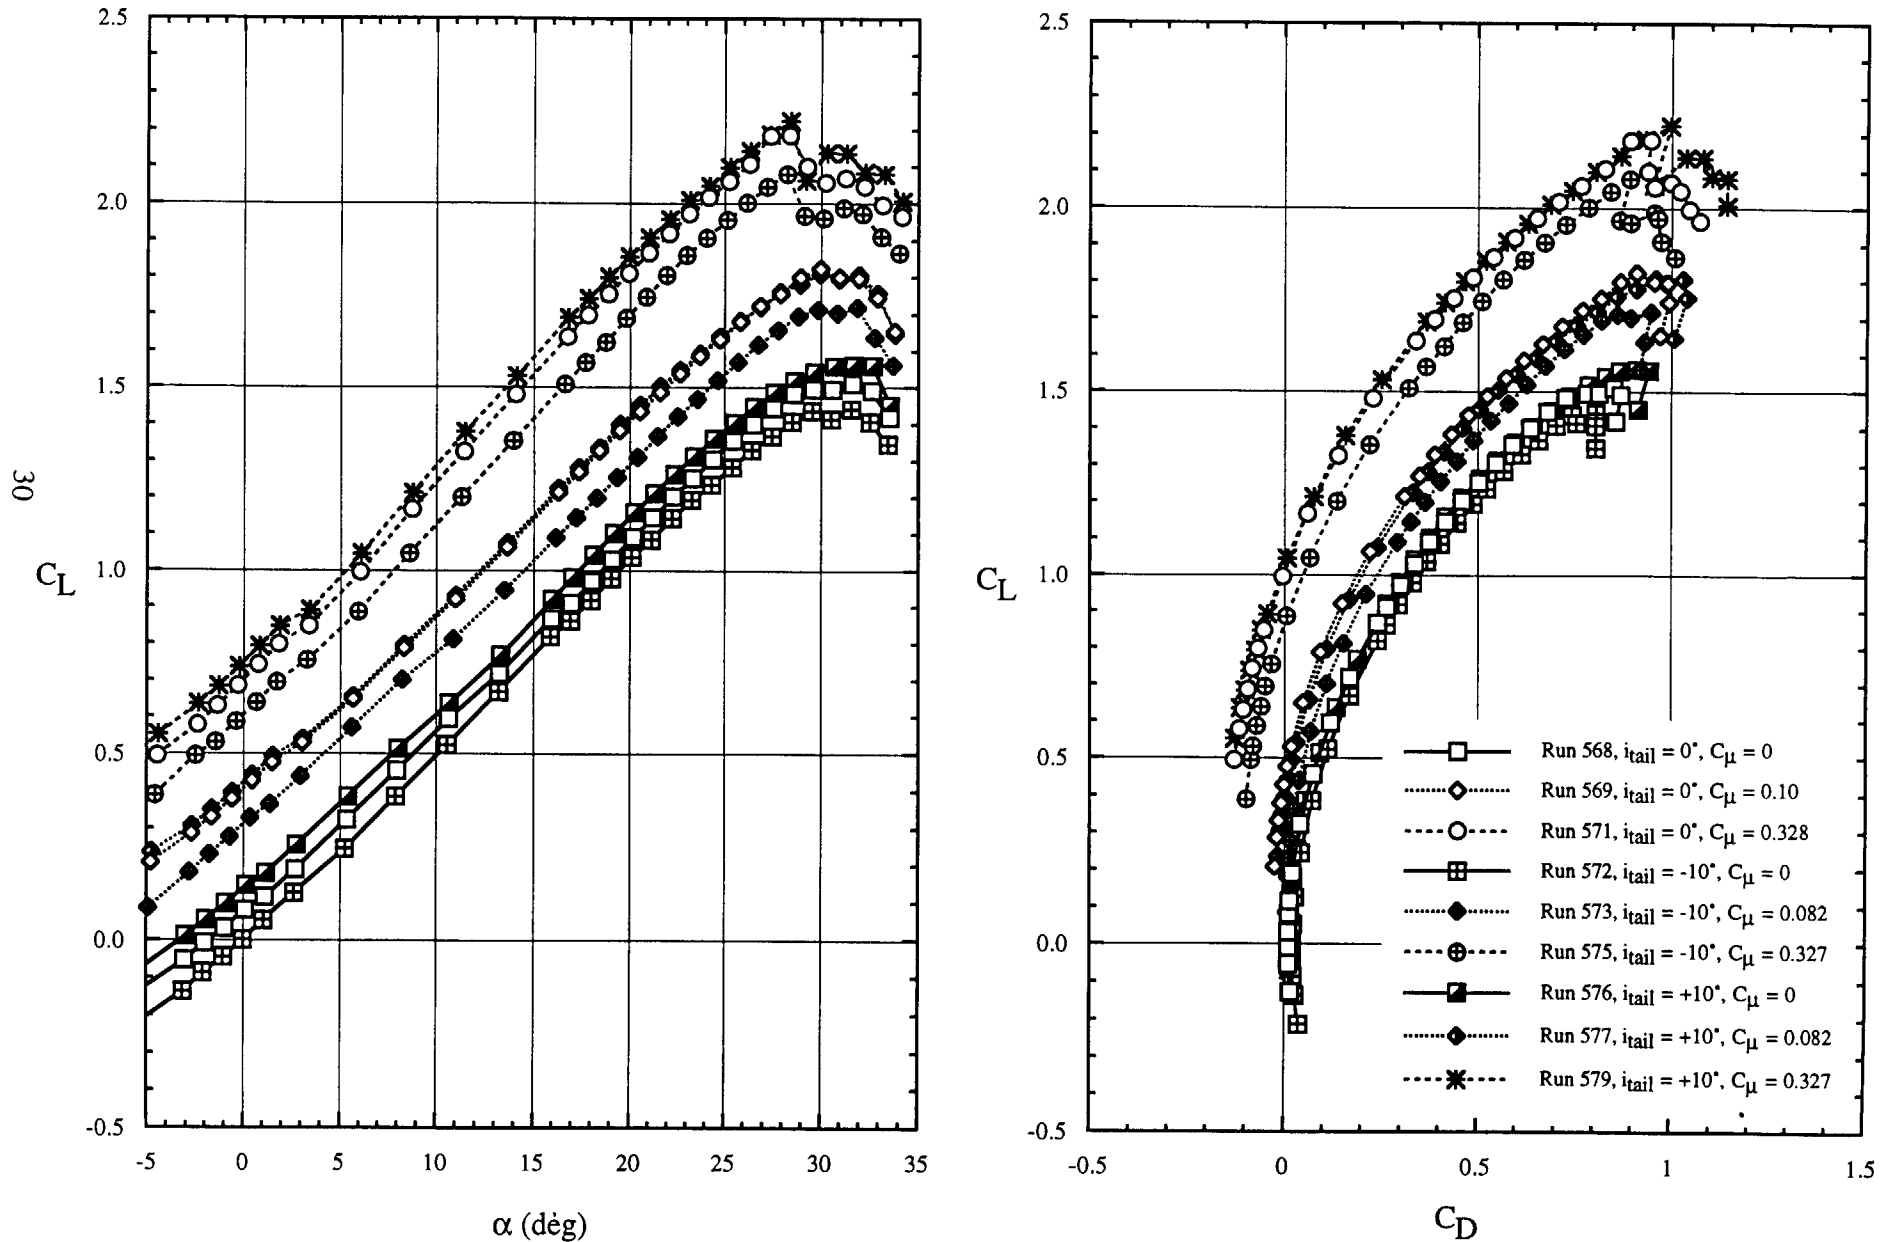 30
2.5
2.0
1.5
1.0
0.5
0.0
-0.5
C_L
-5 0 5 10 15 20 25 30 35
α (deg)
2.5
2.0
1.5
1.0
0.5
0.0
-0.5
C_L
-0.5 0 0.5 1 1.5
C_D
Run 568, i_tail = 0°, C_μ = 0
Run 569, i_tail = 0°, C_μ = 0.10
Run 571, i_tail = 0°, C_μ = 0.328
Run 572, i_tail = -10°, C_μ = 0
Run 573, i_tail = -10°, C_μ = 0.082
Run 575, i_tail = -10°, C_μ = 0.327
Run 576, i_tail = +10°, C_μ = 0
Run 577, i_tail = +10°, C_μ = 0.082
Run 579, i_tail = +10°, C_μ = 0.327